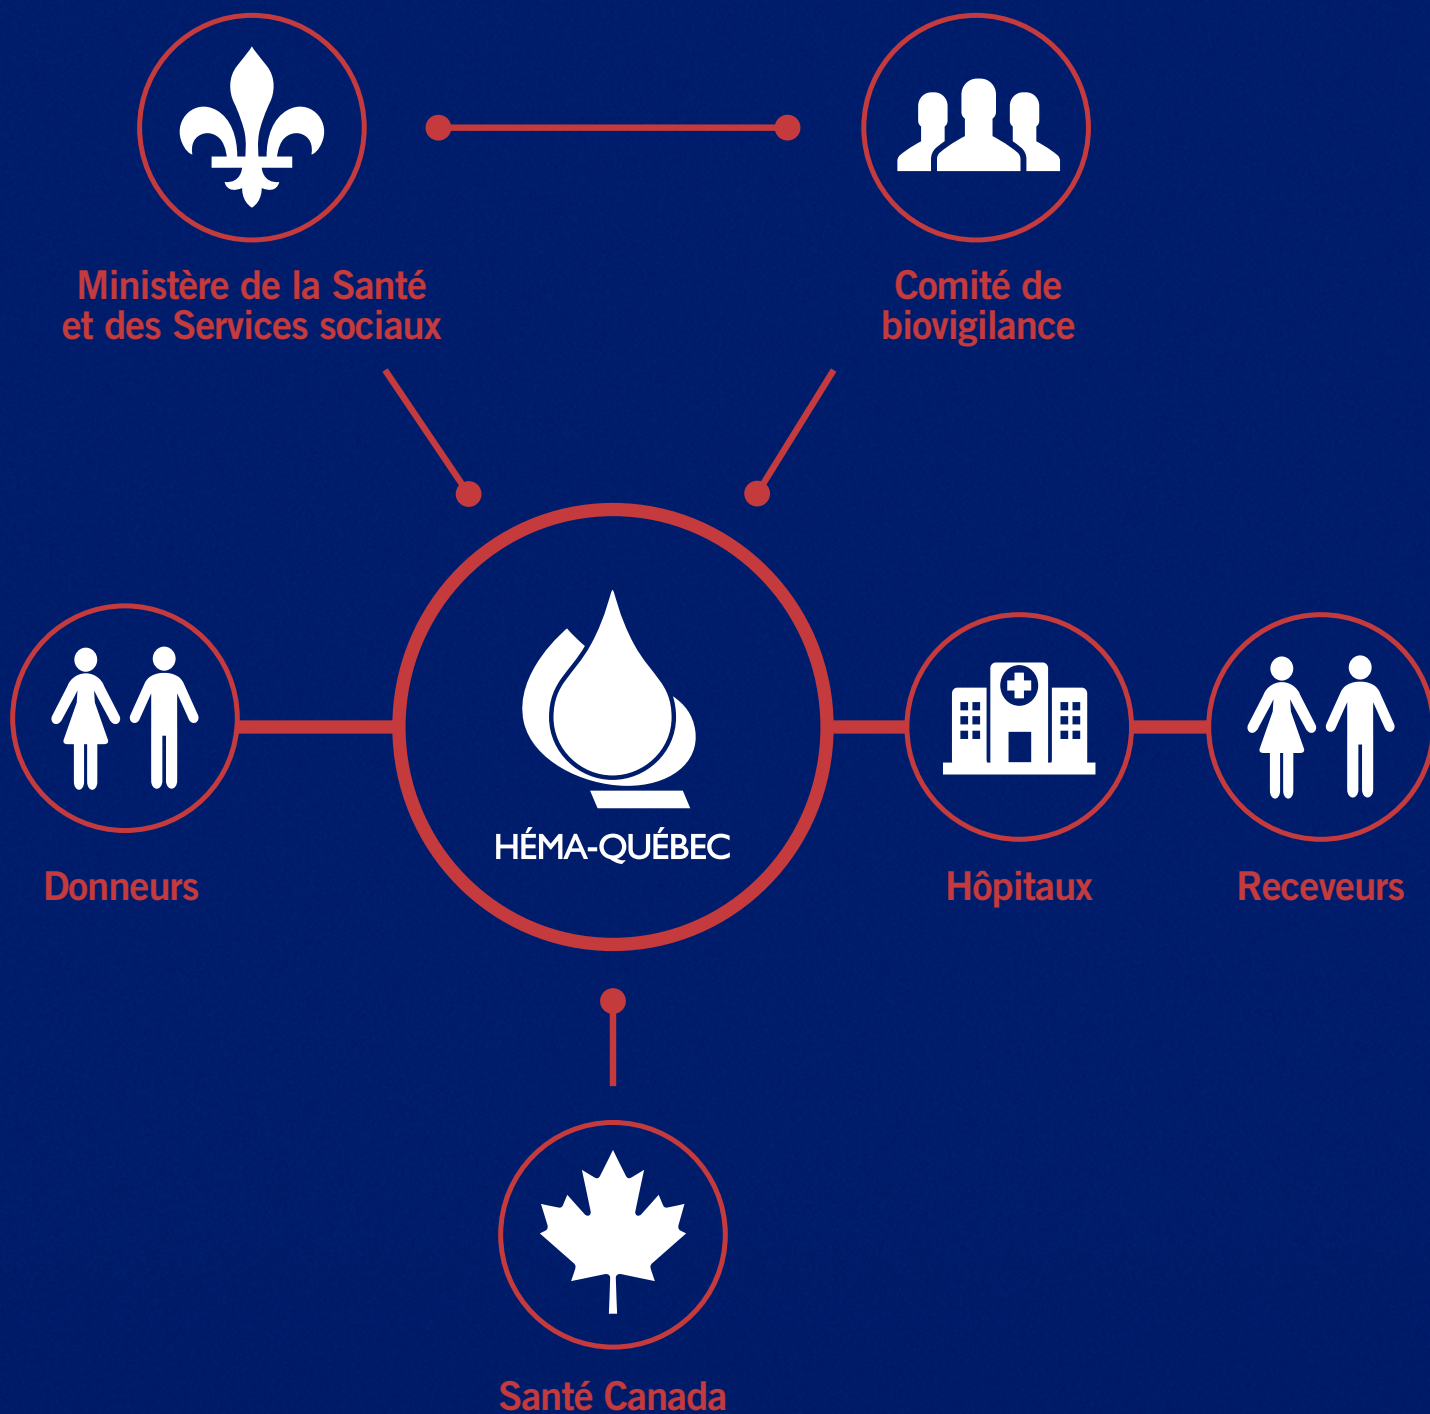 Ministère de la Santé
et des Services sociaux
Comité de
biovigilance
HÉMA-QUÉBEC
Donneurs
Hôpitaux
Receveurs
Santé Canada